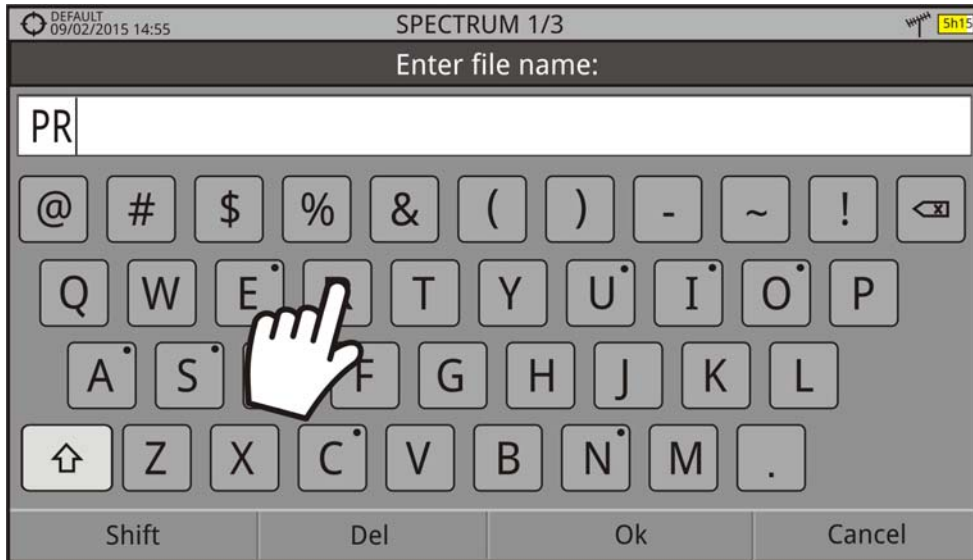 DEFAULT
09/02/2015 14:55 SPECTRUM 1/3 5h15
Enter file name:
PR
@ # $ % & ( ) - ~ !
Q W E R T Y U I O P
A S F G H J K L
Z X C V B N M .
Shift Del Ok Cancel